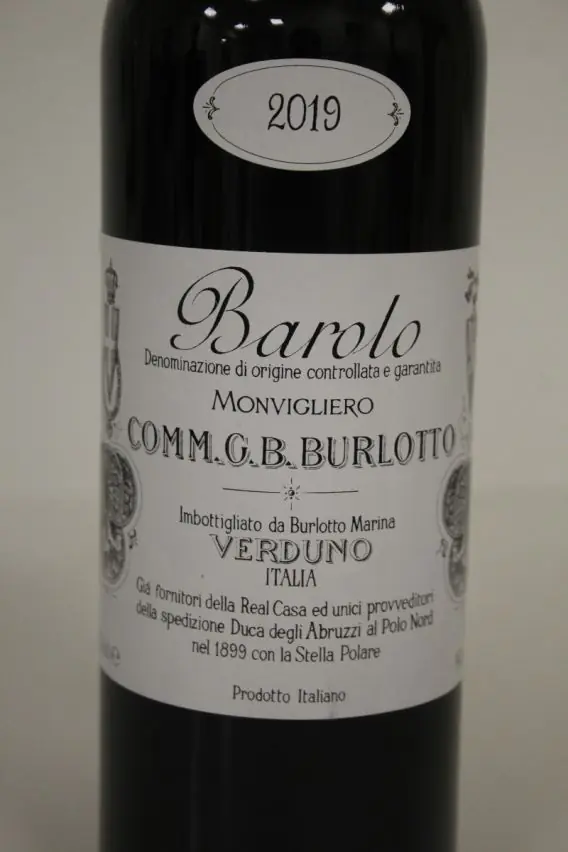 2019
Barolo
Denominazione di origine controllata e garantita
MONVIGLIERO
COMM. G. B. BURLOTTO
Imbottigliato da Burlotto Marina
VERDUNO
ITALIA
Già fornitori della Real Casa ed unici provveditori
della spedizione Duca degli Abruzzi al Polo Nord
nel 1899 con la Stella Polare
Prodotto Italiano